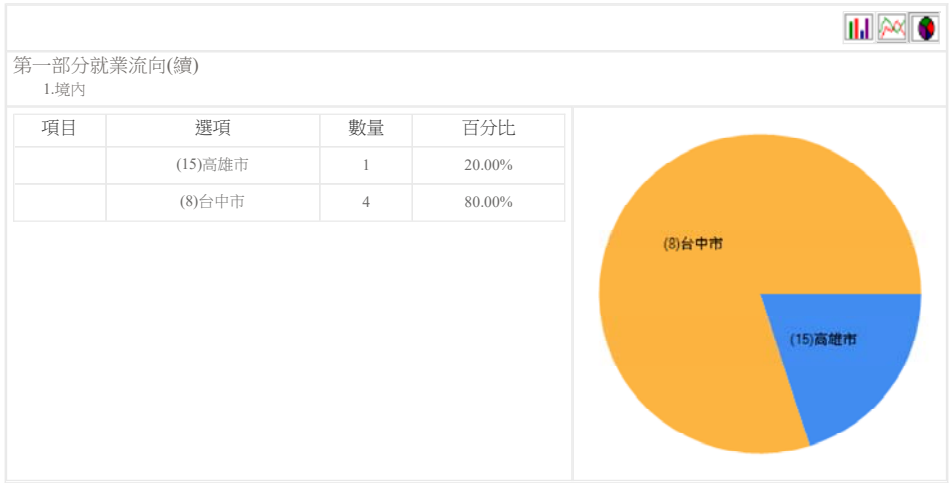 第一部分就業流向(續)
1.境內
項目 選項 數量 百分比
(15)高雄市 1 20.00%
(8)台中市 4 80.00%
(8)台中市
(15)高雄市